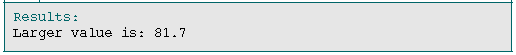 Results:
Larger value is: 81.7